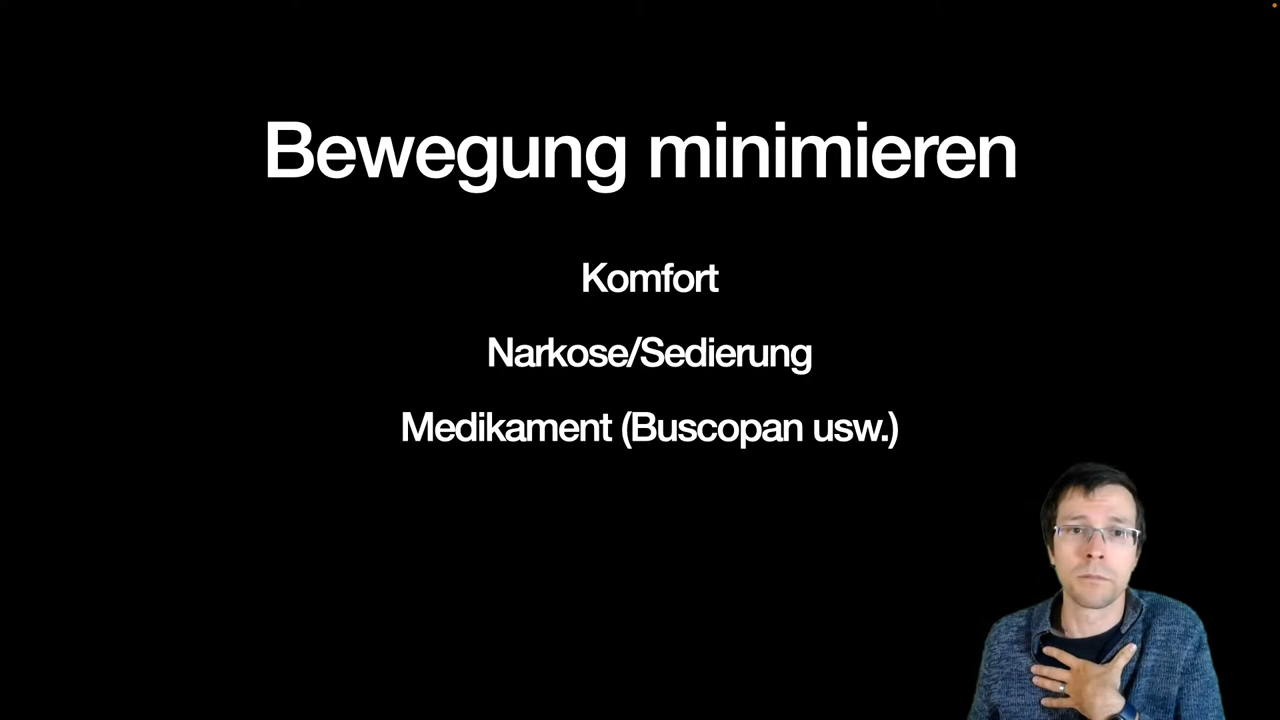 Bewegung minimieren
Komfort
Narkose/Sedierung
Medikament (Buscopan usw.)